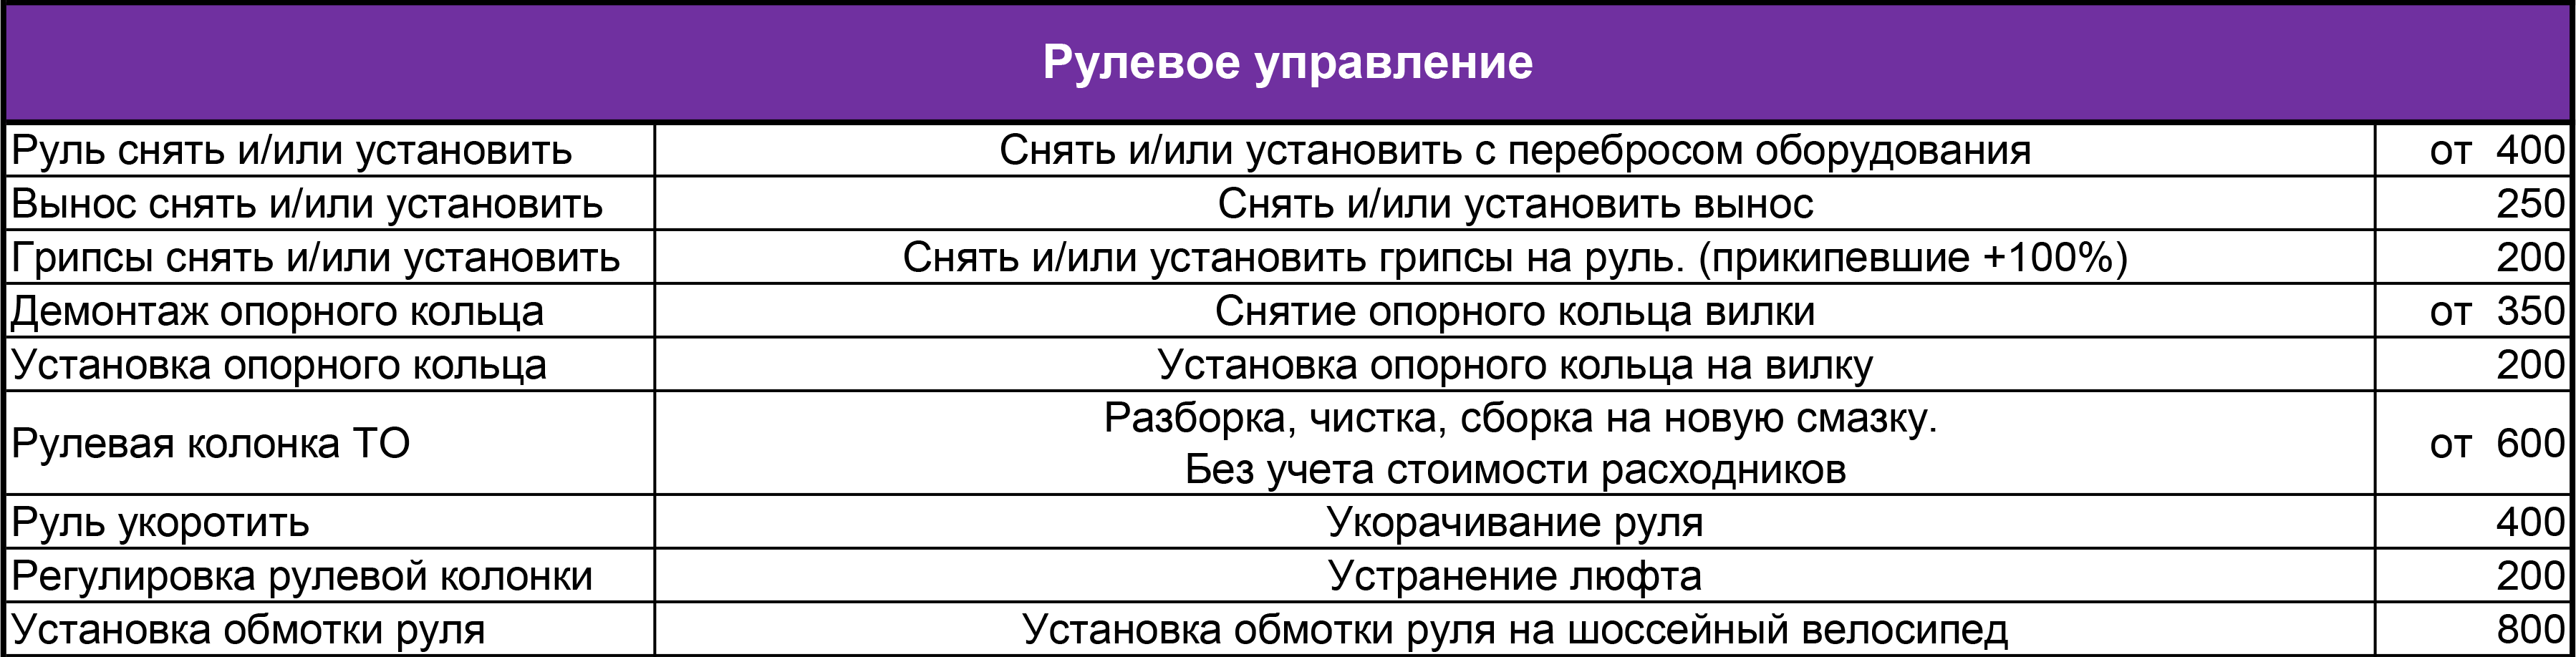 Рулевое управление
Руль снять и/или установить Снять и/или установить с перебросом оборудования от 400
Вынос снять и/или установить Снять и/или установить вынос 250
Грипсы снять и/или установить Снять и/или установить грипсы на руль. (прикипевшие +100%) 200
Демонтаж опорного кольца Снятие опорного кольца вилки от 350
Установка опорного кольца Установка опорного кольца на вилку 200
Рулевая колонка ТО Разборка, чистка, сборка на новую смазку.
Без учета стоимости расходников от 600
Руль укоротить Укорачивание руля 400
Регулировка рулевой колонки Устранение люфта 200
Установка обмотки руля Установка обмотки руля на шоссейный велосипед 800